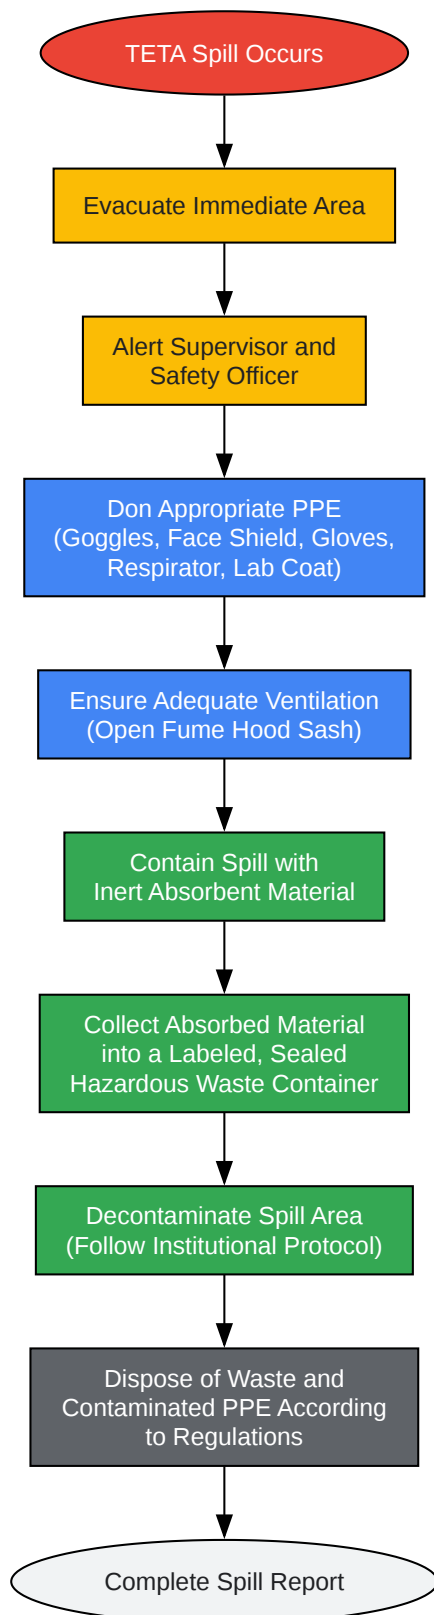 TETA Spill Occurs
Evacuate Immediate Area
Alert Supervisor and
Safety Officer
Don Appropriate PPE
(Goggles, Face Shield, Gloves,
Respirator, Lab Coat)
Ensure Adequate Ventilation
(Open Fume Hood Sash)
Contain Spill with
Inert Absorbent Material
Collect Absorbed Material
into a Labeled, Sealed
Hazardous Waste Container
Decontaminate Spill Area
(Follow Institutional Protocol)
Dispose of Waste and
Contaminated PPE According
to Regulations
Complete Spill Report